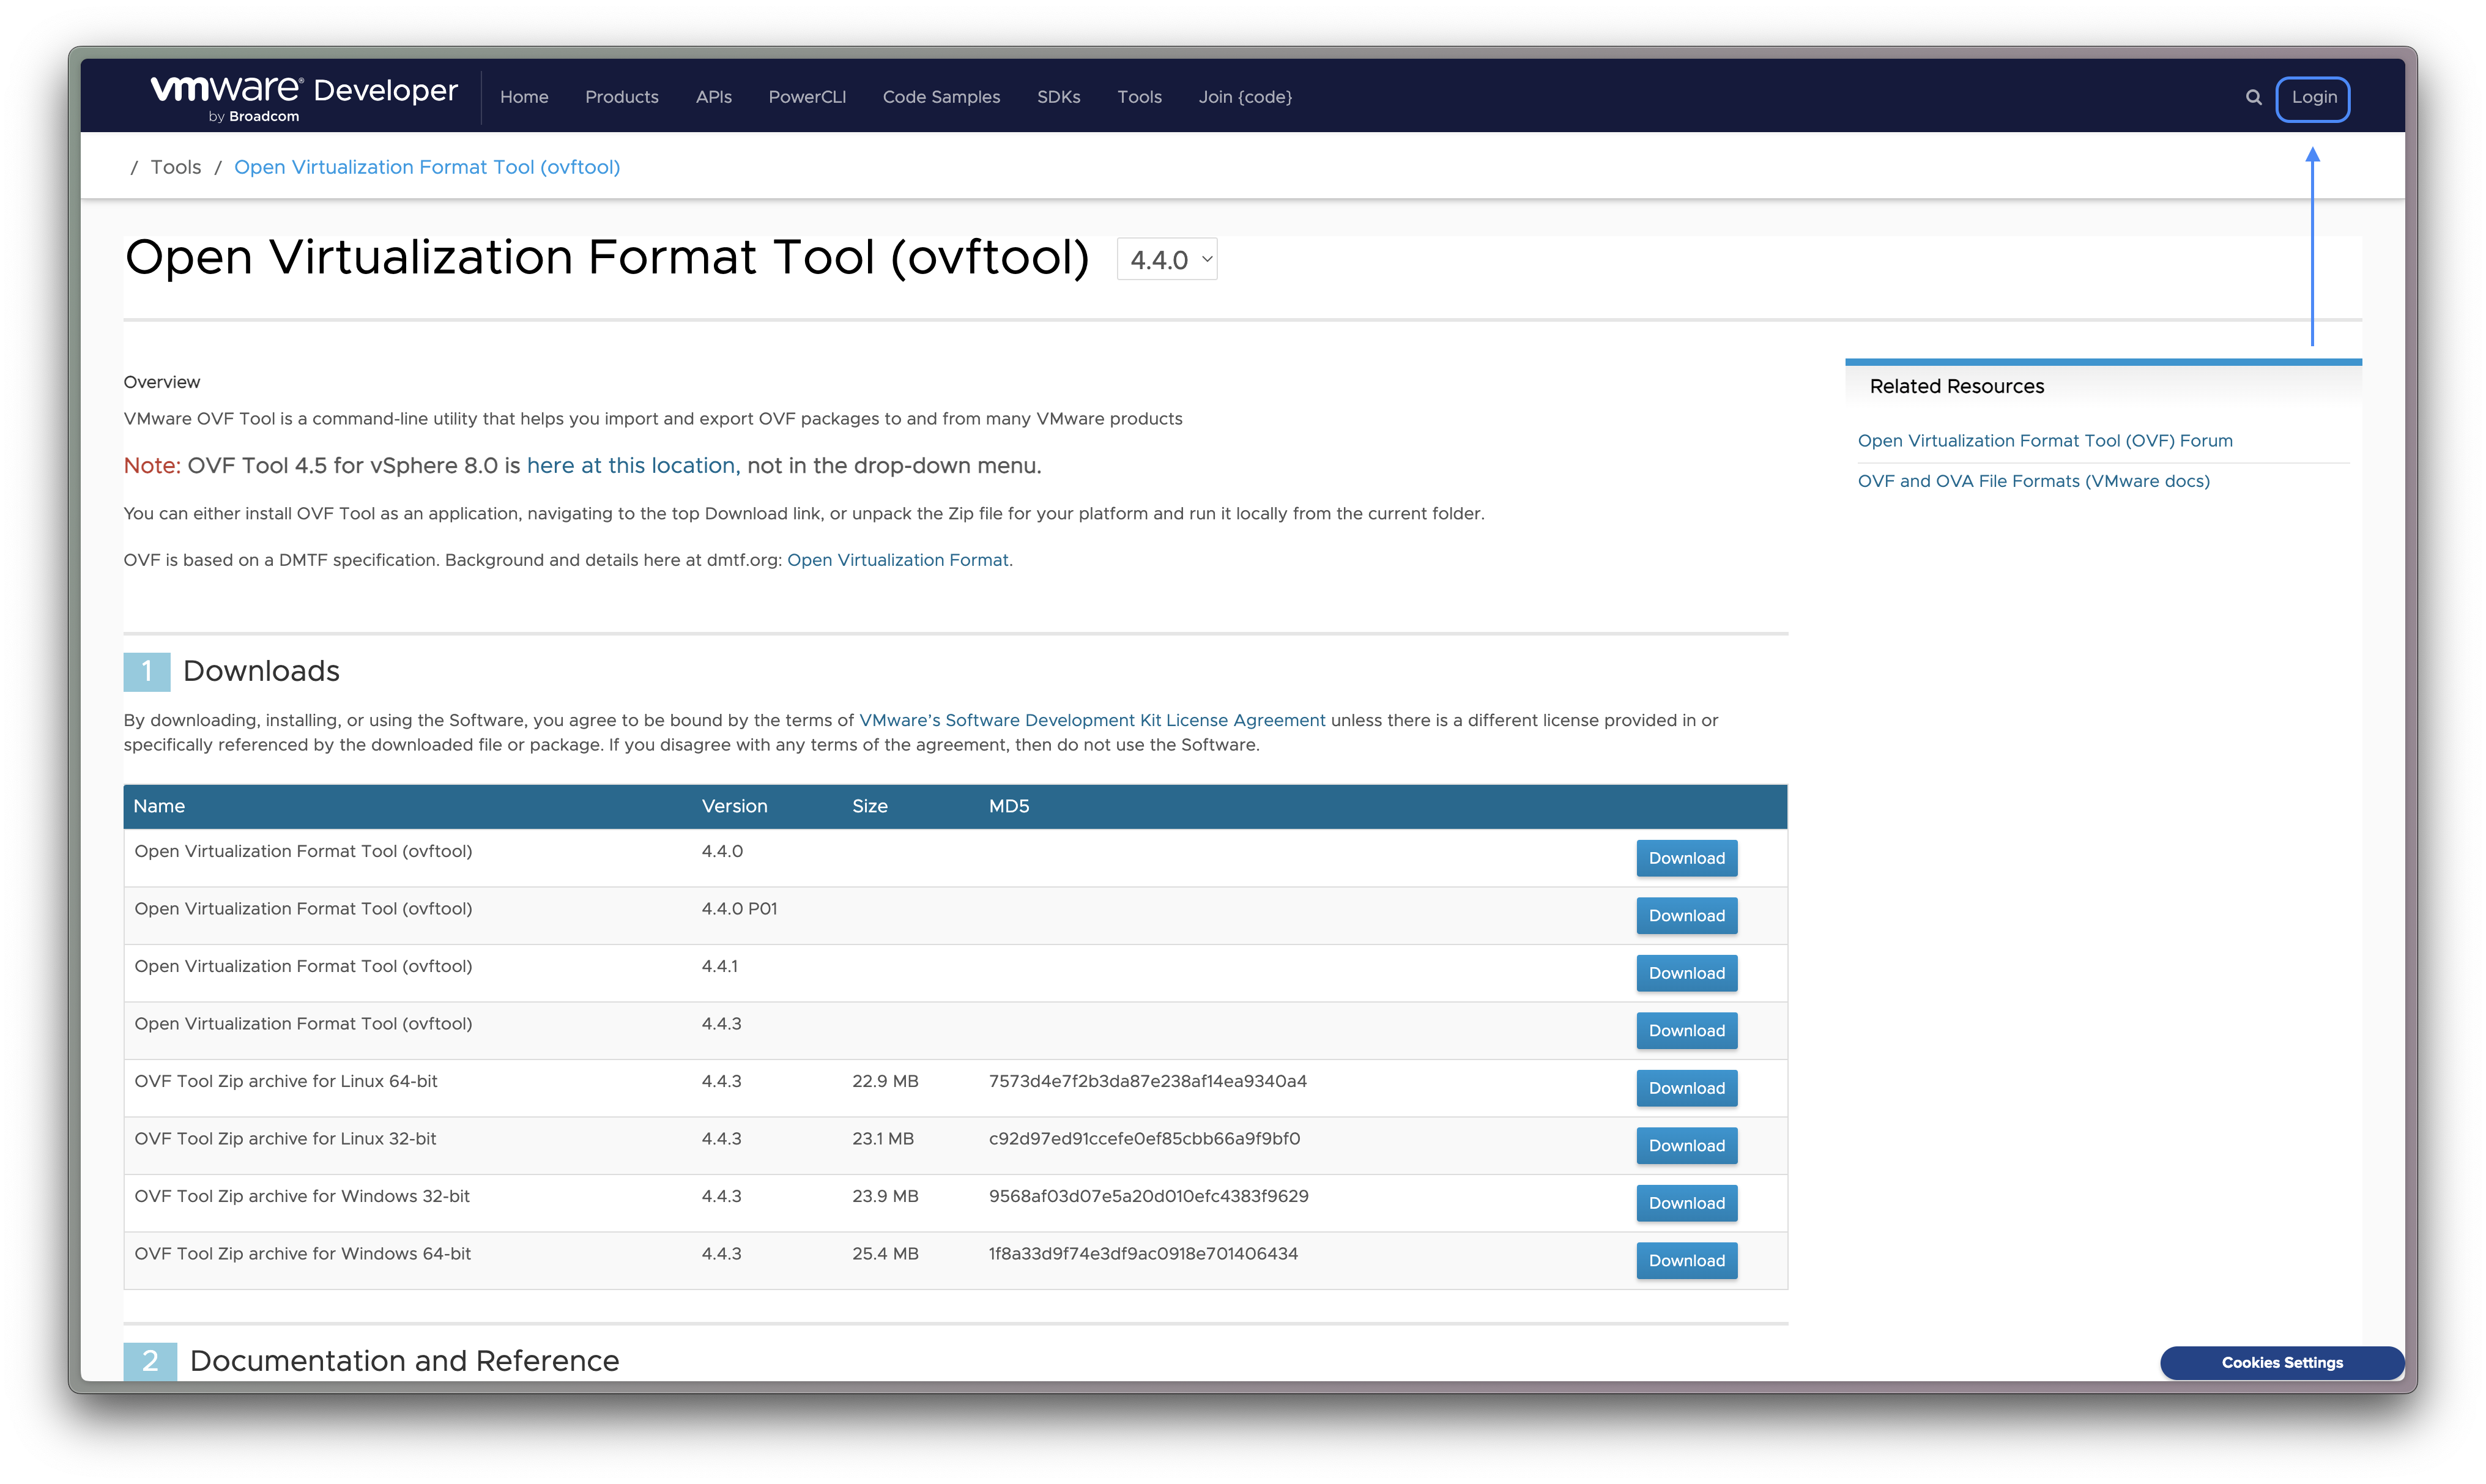 vmware® Developer
by Broadcom
Home Products APIs PowerCLI Code Samples SDKs Tools Join {code} Login
/ Tools / Open Virtualization Format Tool (ovftool)
Open Virtualization Format Tool (ovftool) 4.4.0
Overview
VMware OVF Tool is a command-line utility that helps you import and export OVF packages to and from many VMware products
Note: OVF Tool 4.5 for vSphere 8.0 is here at this location, not in the drop-down menu.
You can either install OVF Tool as an application, navigating to the top Download link, or unpack the Zip file for your platform and run it locally from the current folder.
OVF is based on a DMTF specification. Background and details here at dmtf.org: Open Virtualization Format.
Related Resources
Open Virtualization Format Tool (OVF) Forum
OVF and OVA File Formats (VMware docs)
1 Downloads
By downloading, installing, or using the Software, you agree to be bound by the terms of VMware's Software Development Kit License Agreement unless there is a different license provided in or
specifically referenced by the downloaded file or package. If you disagree with any terms of the agreement, then do not use the Software.
Name Version Size MD5
Open Virtualization Format Tool (ovftool) 4.4.0 Download
Open Virtualization Format Tool (ovftool) 4.4.0 P01 Download
Open Virtualization Format Tool (ovftool) 4.4.1 Download
Open Virtualization Format Tool (ovftool) 4.4.3 Download
OVF Tool Zip archive for Linux 64-bit 4.4.3 22.9 MB 7573d4e7f2b3da87e238af14ea9340a4 Download
OVF Tool Zip archive for Linux 32-bit 4.4.3 23.1 MB c92d97ed91ccefe0ef85cbb66a9f9bf0 Download
OVF Tool Zip archive for Windows 32-bit 4.4.3 23.9 MB 9568af03d07e5a20d010efc4383f9629 Download
OVF Tool Zip archive for Windows 64-bit 4.4.3 25.4 MB 1f8a33d9f74e3df9ac0918e701406434 Download
2 Documentation and Reference
Cookies Settings